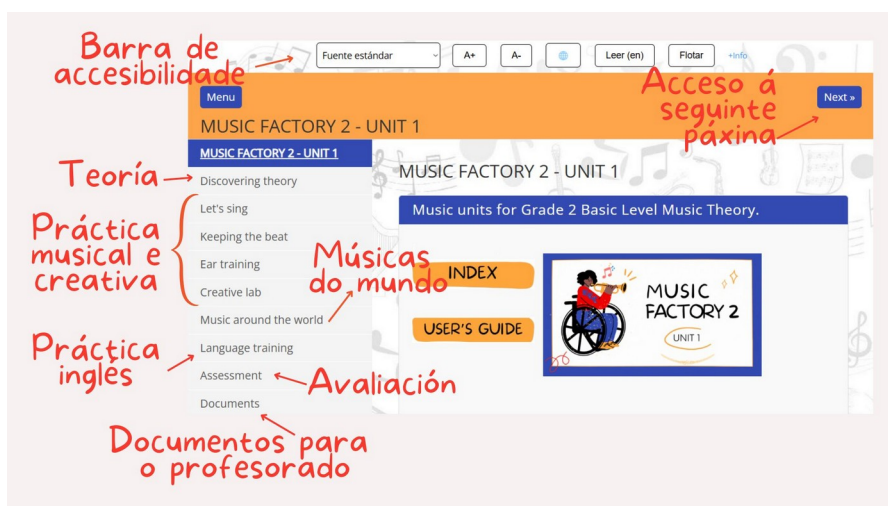 Barra de
accesibilidade
Fuente estándar
A+
A-
Leer (en)
Flotar
+Info
Menu
Acceso á
seguinte
páxina
Next »
MUSIC FACTORY 2 - UNIT 1
MUSIC FACTORY 2 - UNIT 1
Teoría
Discovering theory
MUSIC FACTORY 2 - UNIT 1
Music units for Grade 2 Basic Level Music Theory.
Práctica
musical e
creativa
Let's sing
Keeping the beat
Ear training
Creative lab
Músicas
do mundo
Music around the world
INDEX
USER'S GUIDE
MUSIC
FACTORY 2
UNIT 1
Práctica
inglés
Language training
Assessment
Avaliación
Documents
Documentos para
o profesorado